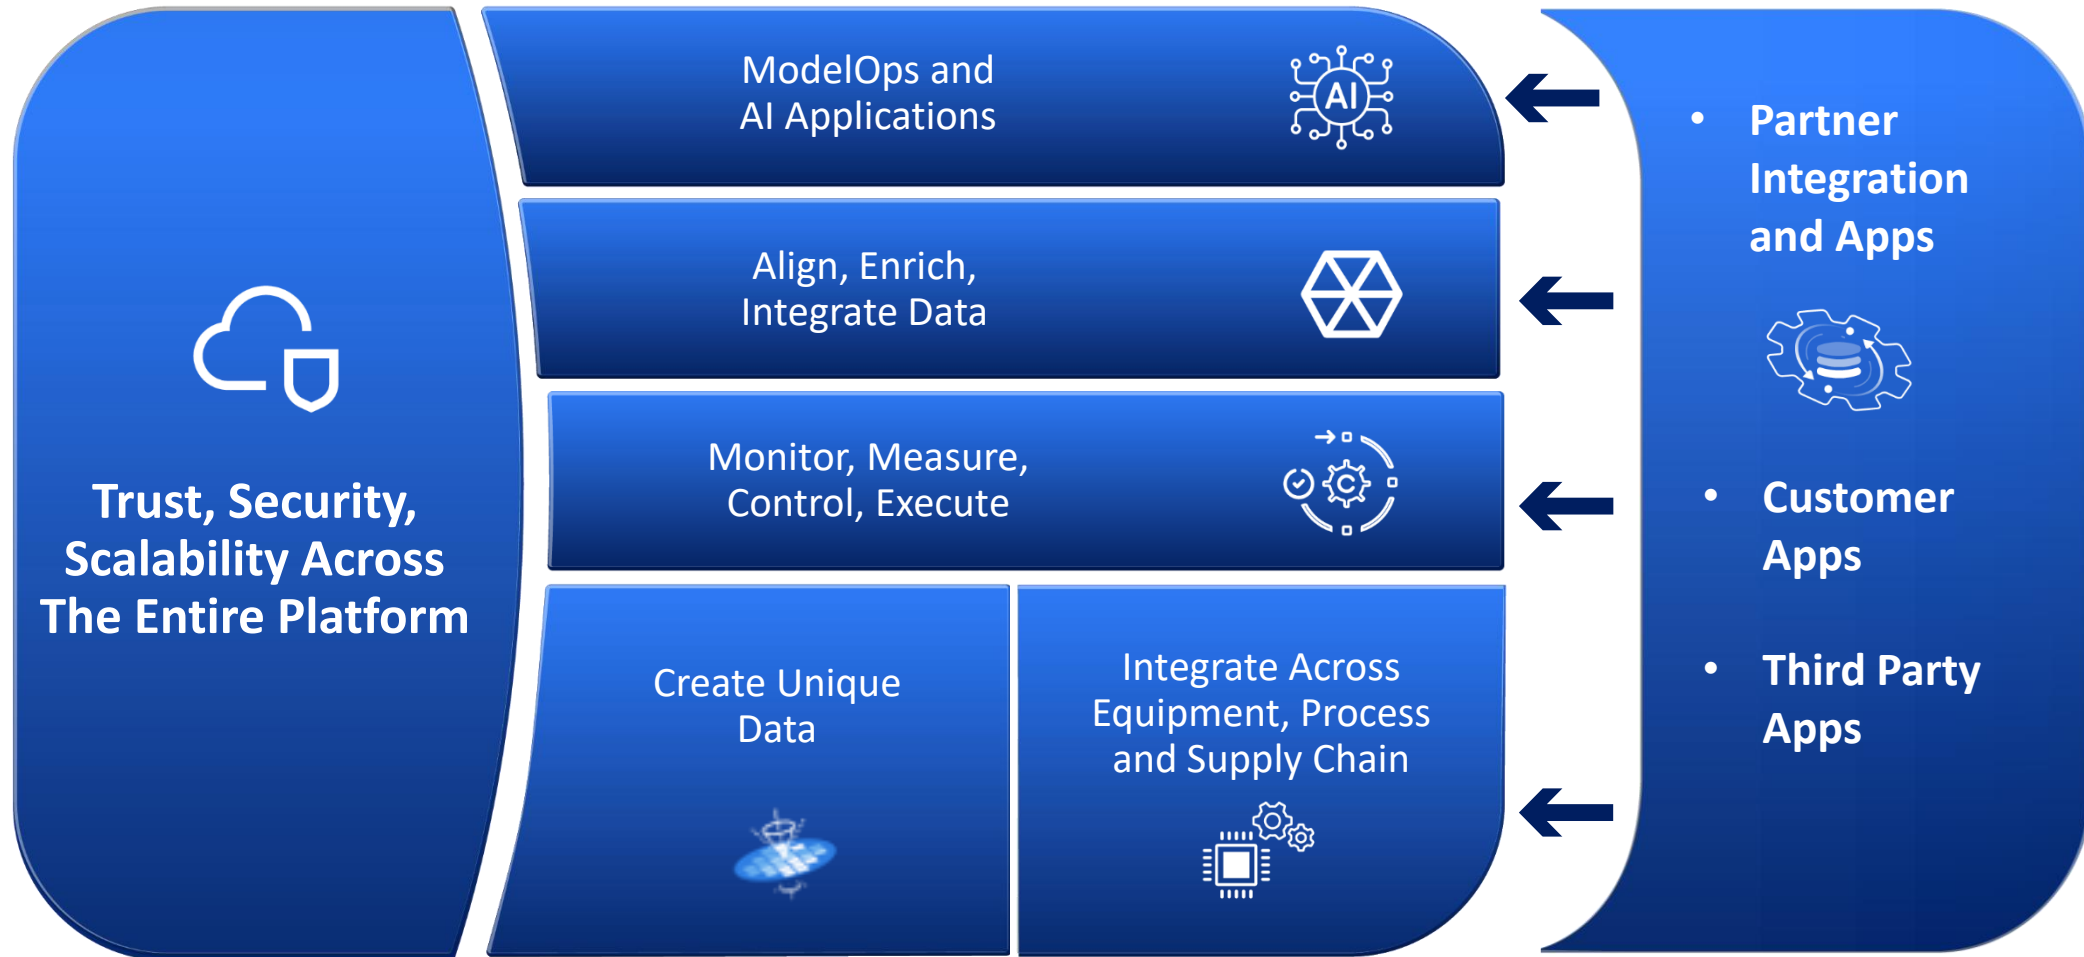 Trust, Security,
Scalability Across
The Entire Platform
ModelOps and
AI Applications
AI
Align, Enrich,
Integrate Data
Monitor, Measure,
Control, Execute
C
Create Unique
Data
Integrate Across
Equipment, Process
and Supply Chain
• Partner
Integration
and Apps
• Customer
Apps
• Third Party
Apps